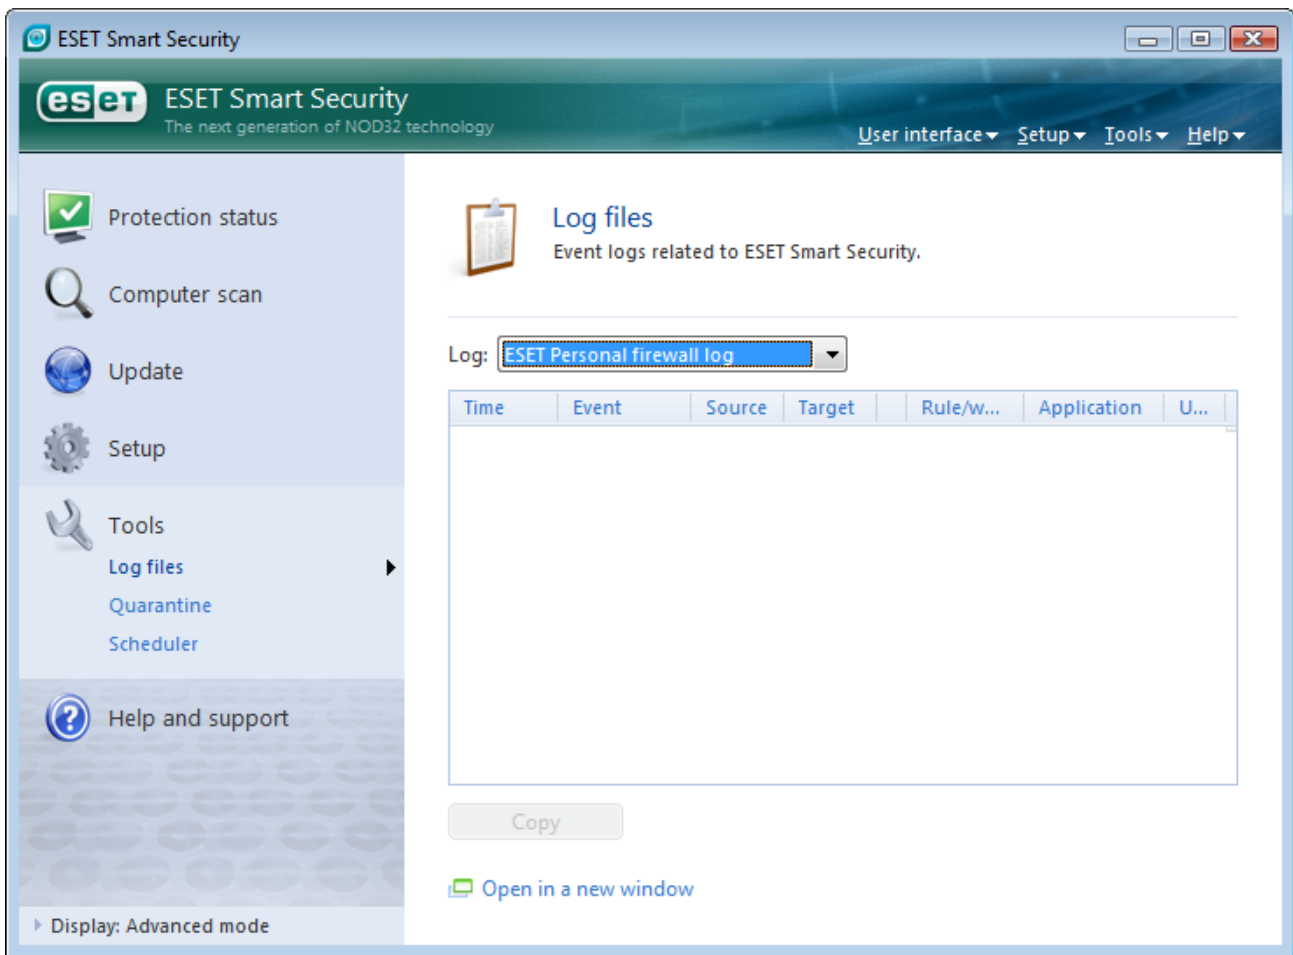 ESET Smart Security
eseT ESET Smart Security
The next generation of NOD32 technology
User interface Setup Tools Help
Protection status
Computer scan
Update
Setup
Tools
Log files
Quarantine
Scheduler
Help and support
Display: Advanced mode
Log files
Event logs related to ESET Smart Security.
Log: ESET Personal firewall log
Time Event Source Target Rule/w... Application U...
Copy
Open in a new window